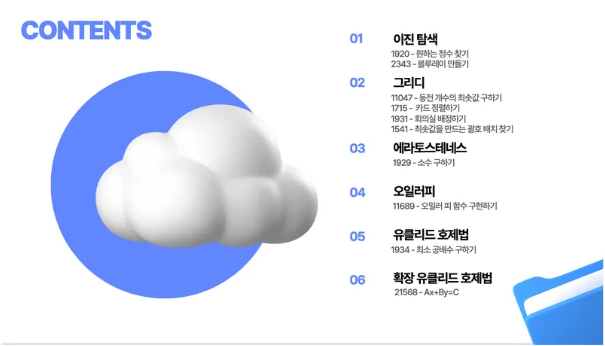 CONTENTS
01 이진 탐색
1920 - 원하는 정수 찾기
2343 - 블루레이 만들기
02 그리디
11047 - 동전 개수의 최솟값 구하기
1715 - 카드 정렬하기
1931 - 회의실 배정하기
1541 - 최솟값을 만드는 괄호 배치 찾기
03 에라토스테네스
1929 - 소수 구하기
04 오일러피
11689 - 오일러 피 함수 구현하기
05 유클리드 호제법
1934 - 최소 공배수 구하기
06 확장 유클리드 호제법
21568 - Ax+By=C